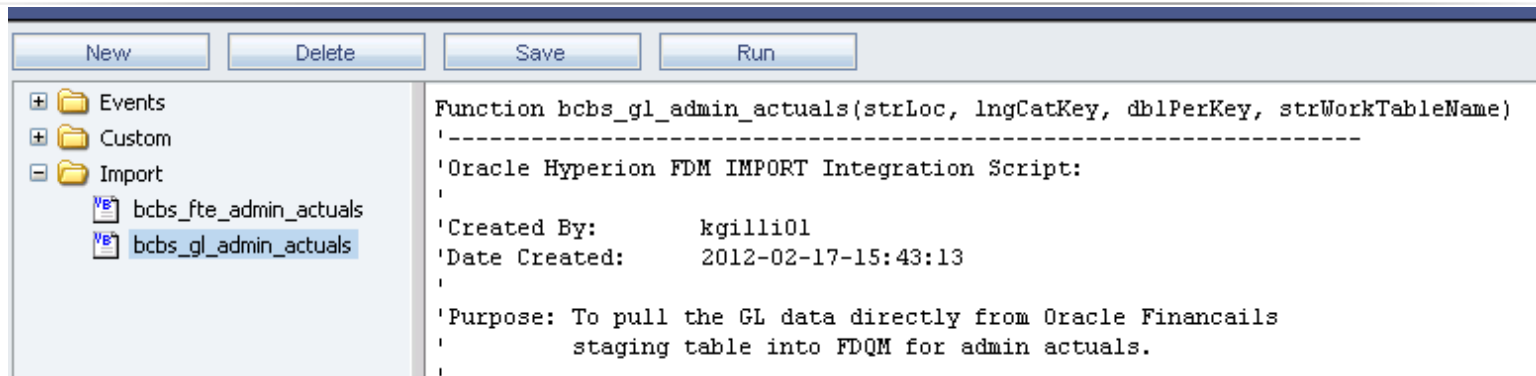 New Delete Save Run
Events
Custom
Import
bcbs_fte_admin_actuals
bcbs_gl_admin_actuals
Function bcbs_gl_admin_actuals(strLoc, lngCatKey, dblPerKey, strWorkTableName)
'------------------------------------------------------------------
'Oracle Hyperion FDM IMPORT Integration Script:
'
'Created By: kgilli01
'Date Created: 2012-02-17-15:43:13
'
'Purpose: To pull the GL data directly from Oracle Financails
' staging table into FDQM for admin actuals.
'